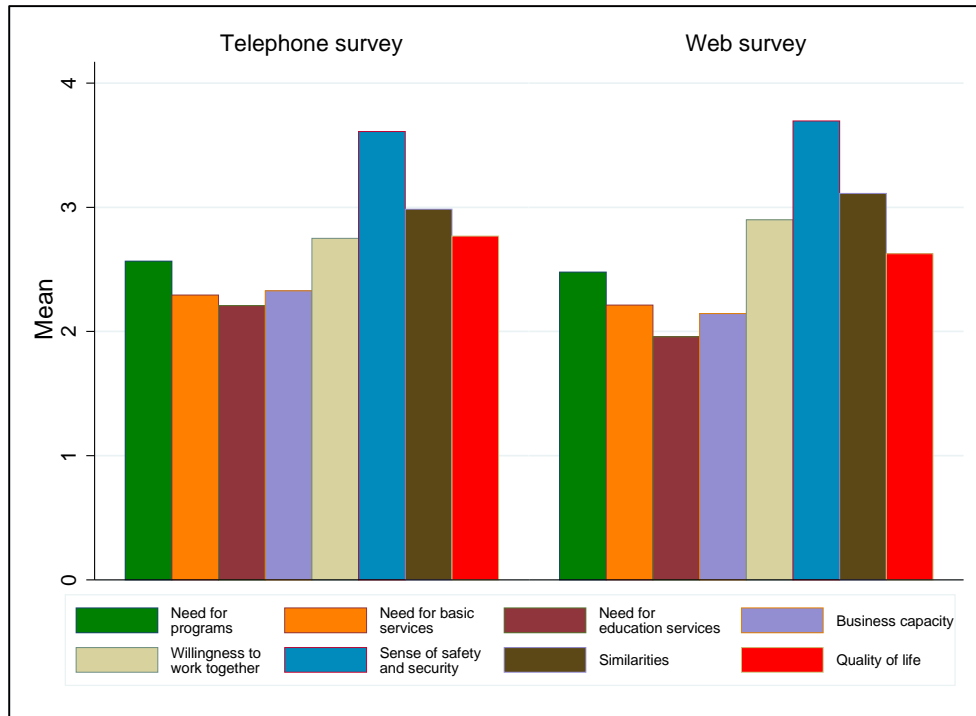 Telephone survey
Web survey
Mean
4
3
2
1
0
Need for
programs
Need for basic
services
Need for
education services
Business capacity
Willingness to
work together
Sense of safety
and security
Similarities
Quality of life